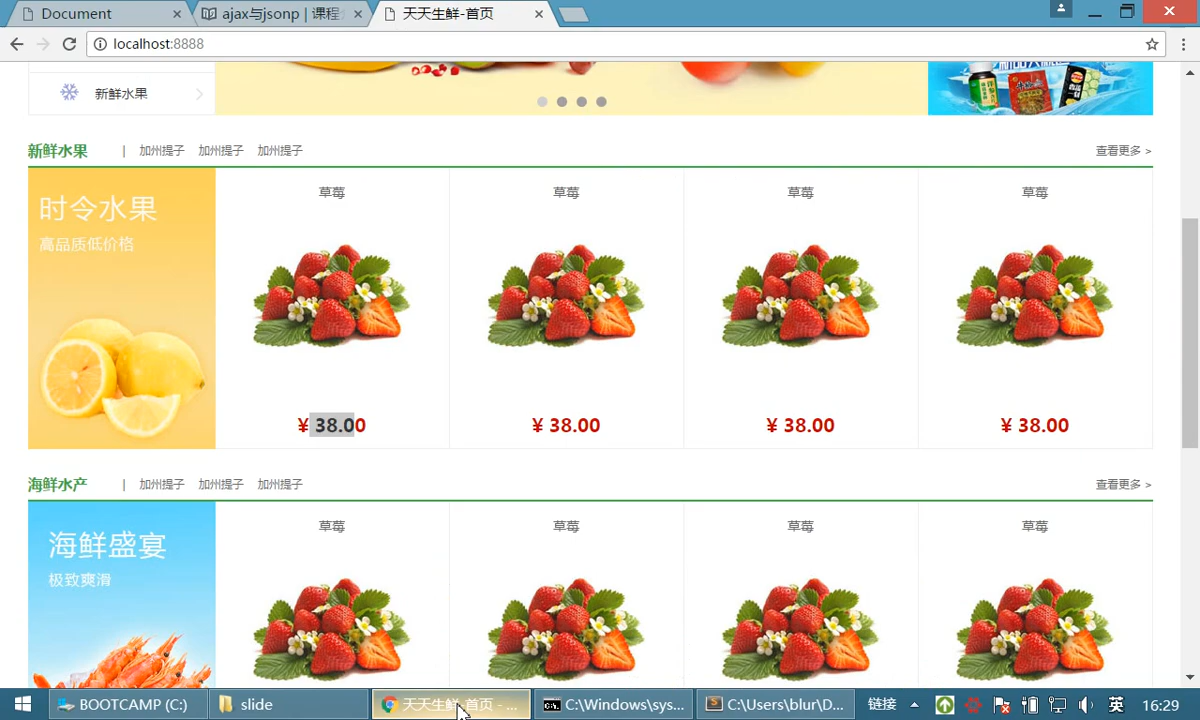 Document
ajax与jsonp | 课程
天天生鲜-首页
localhost:8888
新鲜水果
新鲜水果 | 加州提子 加州提子 加州提子 查看更多 >
时令水果
高品质低价格
草莓 草莓 草莓 草莓
¥ 38.00 ¥ 38.00 ¥ 38.00 ¥ 38.00
海鲜水产 | 加州提子 加州提子 加州提子 查看更多 >
海鲜盛宴
极致爽滑
草莓 草莓 草莓 草莓
BOOTCAMP (C:)
slide
天天生鲜-首页 - ...
C:\Windows\sys...
C:\Users\blur\D...
链接
英
16:29